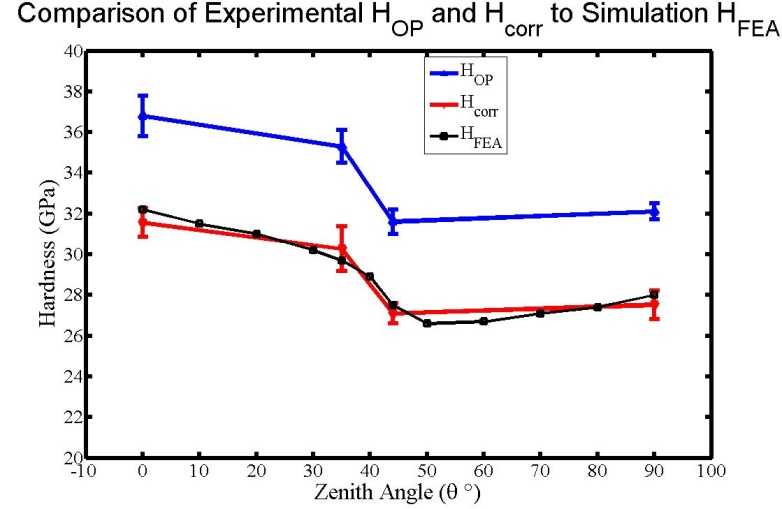 Comparison of Experimental H_OP and H_corr to Simulation H_FEA
40
38
36
34
32
30
28
26
24
22
20
Hardness (GPa)
H_OP
H_corr
H_FEA
-10 0 10 20 30 40 50 60 70 80 90 100
Zenith Angle (θ °)